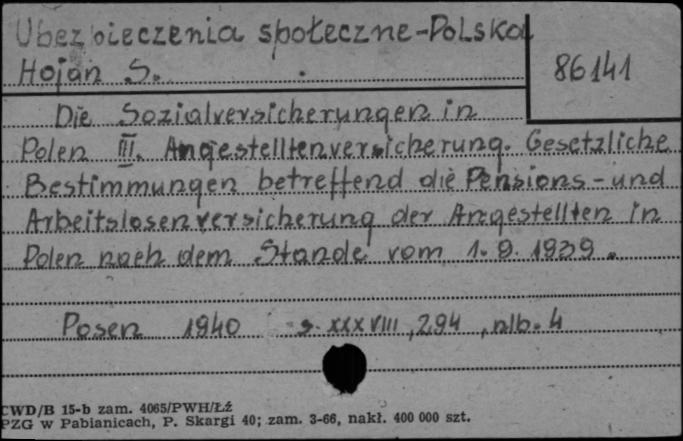 Ubezpieczenia społeczne-Polska
Hojan S.
86141
Die Sozialversicherungen in
Polen III. Angestelltenversicherung. Gesetzliche
Bestimmungen betreffend die Pensions-und
Arbeitslosenversicherung der Angestellten in
Polen nach dem Stande vom 1.9.1939.
Posen 1940 s. XXXVIII, 294, nlb. 4
CWD/B 15-b zam. 4065/PWH/Łź
PZG w Pabianicach, P. Skargi 40; zam. 3-66, nakł. 400 000 szt.